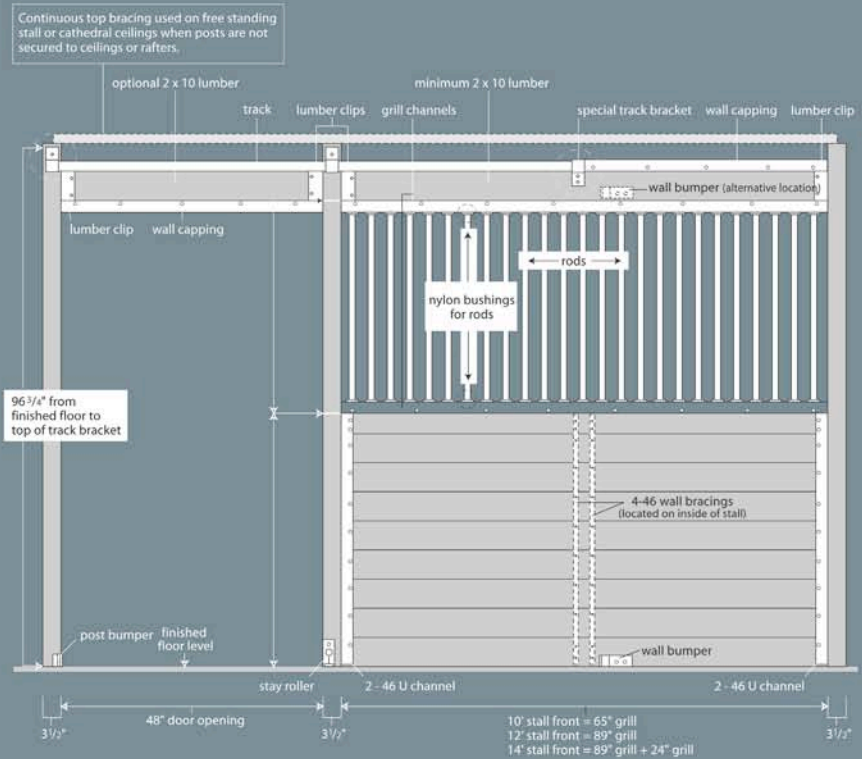 Continuous top bracing used on free standing
stall or cathedral ceilings when posts are not
secured to ceilings or rafters.
optional 2 x 10 lumber
minimum 2 x 10 lumber
track
lumber clips
grill channels
special track bracket
wall capping
lumber clip
wall bumper (alternative location)
lumber clip
wall capping
rods
nylon bushings
for rods
96 3/4" from
finished floor to
top of track bracket
4-46 wall bracings
(located on inside of stall)
post bumper
finished
floor level
wall bumper
stay roller
2 - 46 U channel
2 - 46 U channel
48" door opening
10' stall front = 65" grill
12' stall front = 89" grill
14' stall front = 89" grill + 24" grill
3 1/2"
3 1/2"
3 1/2"